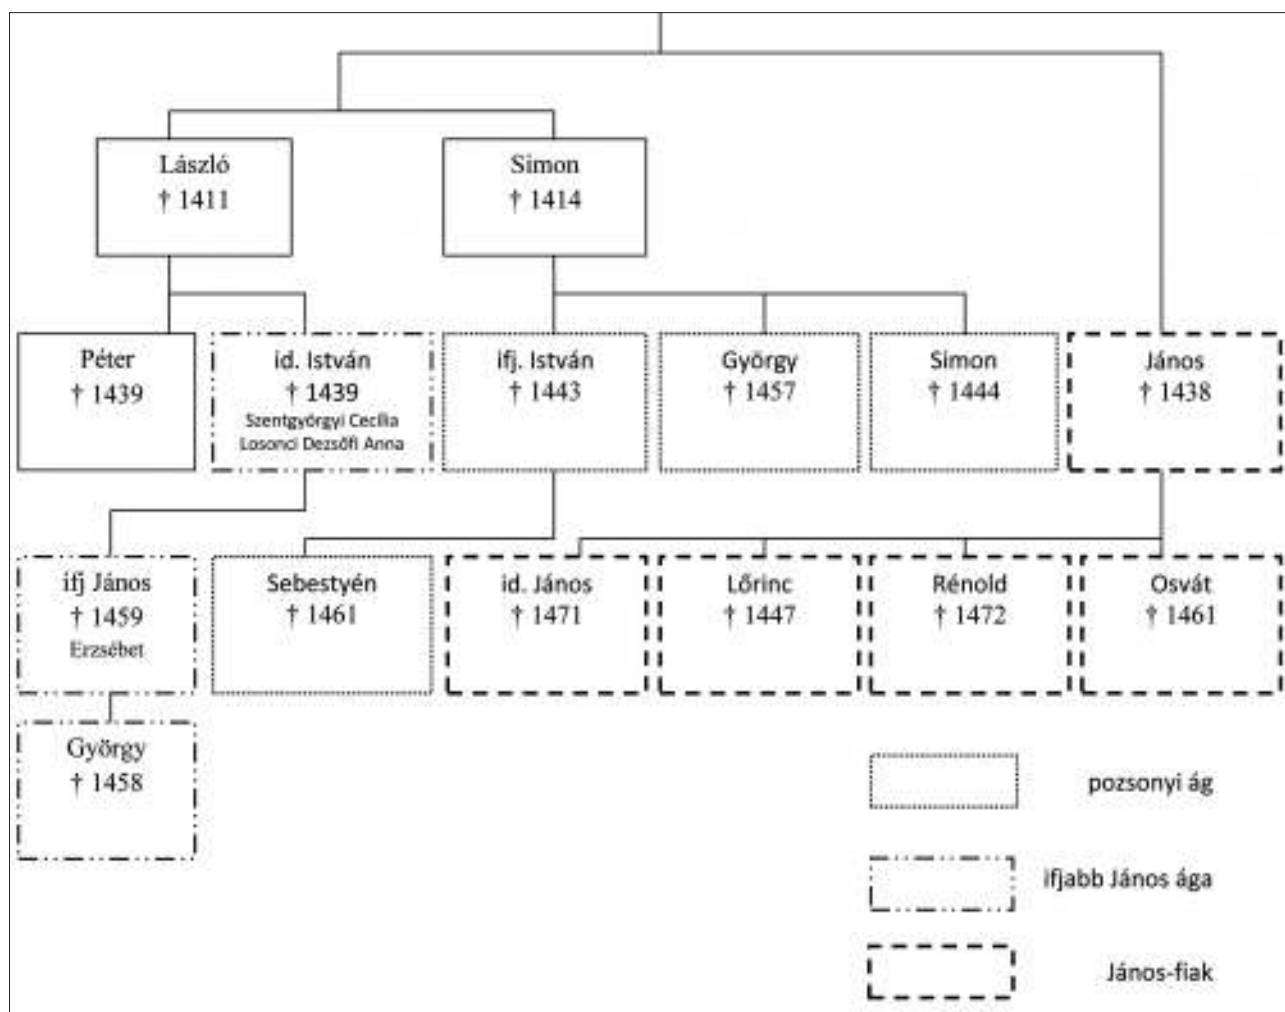 László
† 1411
Simon
† 1414
Péter
† 1439
id. István
† 1439
Szentgyörgyi Cecília
Losonci Dezsőfi Anna
ifj. István
† 1443
György
† 1457
Simon
† 1444
János
† 1438
ifj János
† 1459
Erzsébet
Sebestyén
† 1461
id. János
† 1471
Lőrinc
† 1447
Rénold
† 1472
Osvát
† 1461
György
† 1458
pozsonyi ág
ifjabb János ága
János-fiak